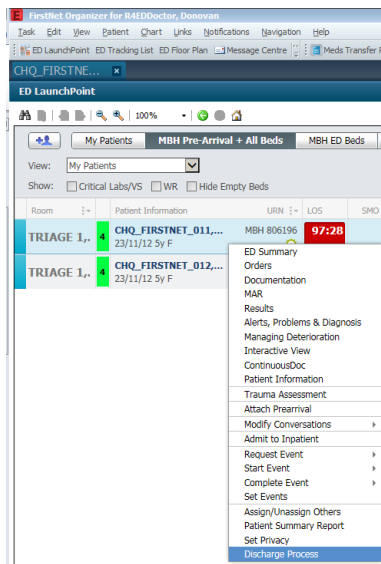 FirstNet Organizer for R4EDDoctor, Donovan
Task Edit View Patient Chart Links Notifications Navigation Help
ED LaunchPoint ED Tracking List ED Floor Plan Message Centre Meds Transfer
CHQ_FIRSTNE... x
ED LaunchPoint
100%
My Patients MBH Pre-Arrival + All Beds MBH ED Beds
View: My Patients
Show: Critical Labs/VS WR Hide Empty Beds
Room Patient Information URN LOS SMO
TRIAGE 1,. 4 CHQ_FIRSTNET_011,... MBH 806196 97:28
23/11/12 5y F
TRIAGE 1,. 4 CHQ_FIRSTNET_012,...
23/11/12 5y F
ED Summary
Orders
Documentation
MAR
Results
Alerts, Problems & Diagnosis
Managing Deterioration
Interactive View
ContinuousDoc
Patient Information
Trauma Assessment
Attach Prearrival
Modify Conversations
Admit to Inpatient
Request Event
Start Event
Complete Event
Set Events
Assign/Unassign Others
Patient Summary Report
Set Privacy
Discharge Process